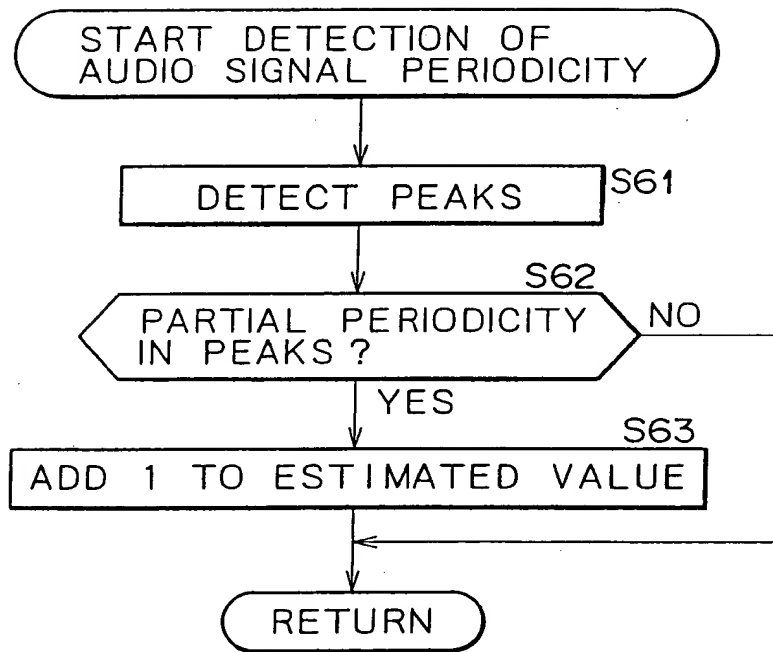 START DETECTION OF
AUDIO SIGNAL PERIODICITY
S61
DETECT PEAKS
S62
PARTIAL PERIODICITY
IN PEAKS?
NO
YES
S63
ADD 1 TO ESTIMATED VALUE
RETURN